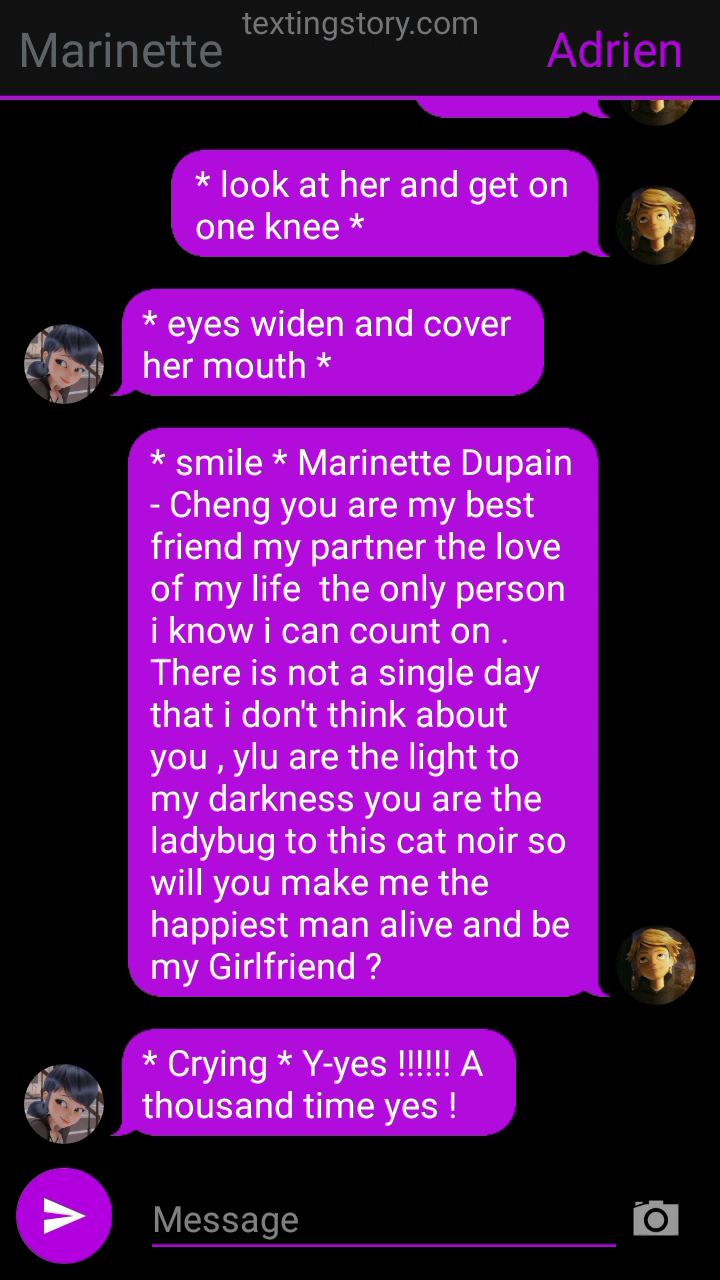 textingstory.com
Marinette
Adrien
* look at her and get on
one knee *
* eyes widen and cover
her mouth *
* smile * Marinette Dupain
- Cheng you are my best
friend my partner the love
of my life  the only person
i know i can count on .
There is not a single day
that i don't think about
you , ylu are the light to
my darkness you are the
ladybug to this cat noir so
will you make me the
happiest man alive and be
my Girlfriend ?
* Crying * Y-yes !!!!!! A
thousand time yes !
Message